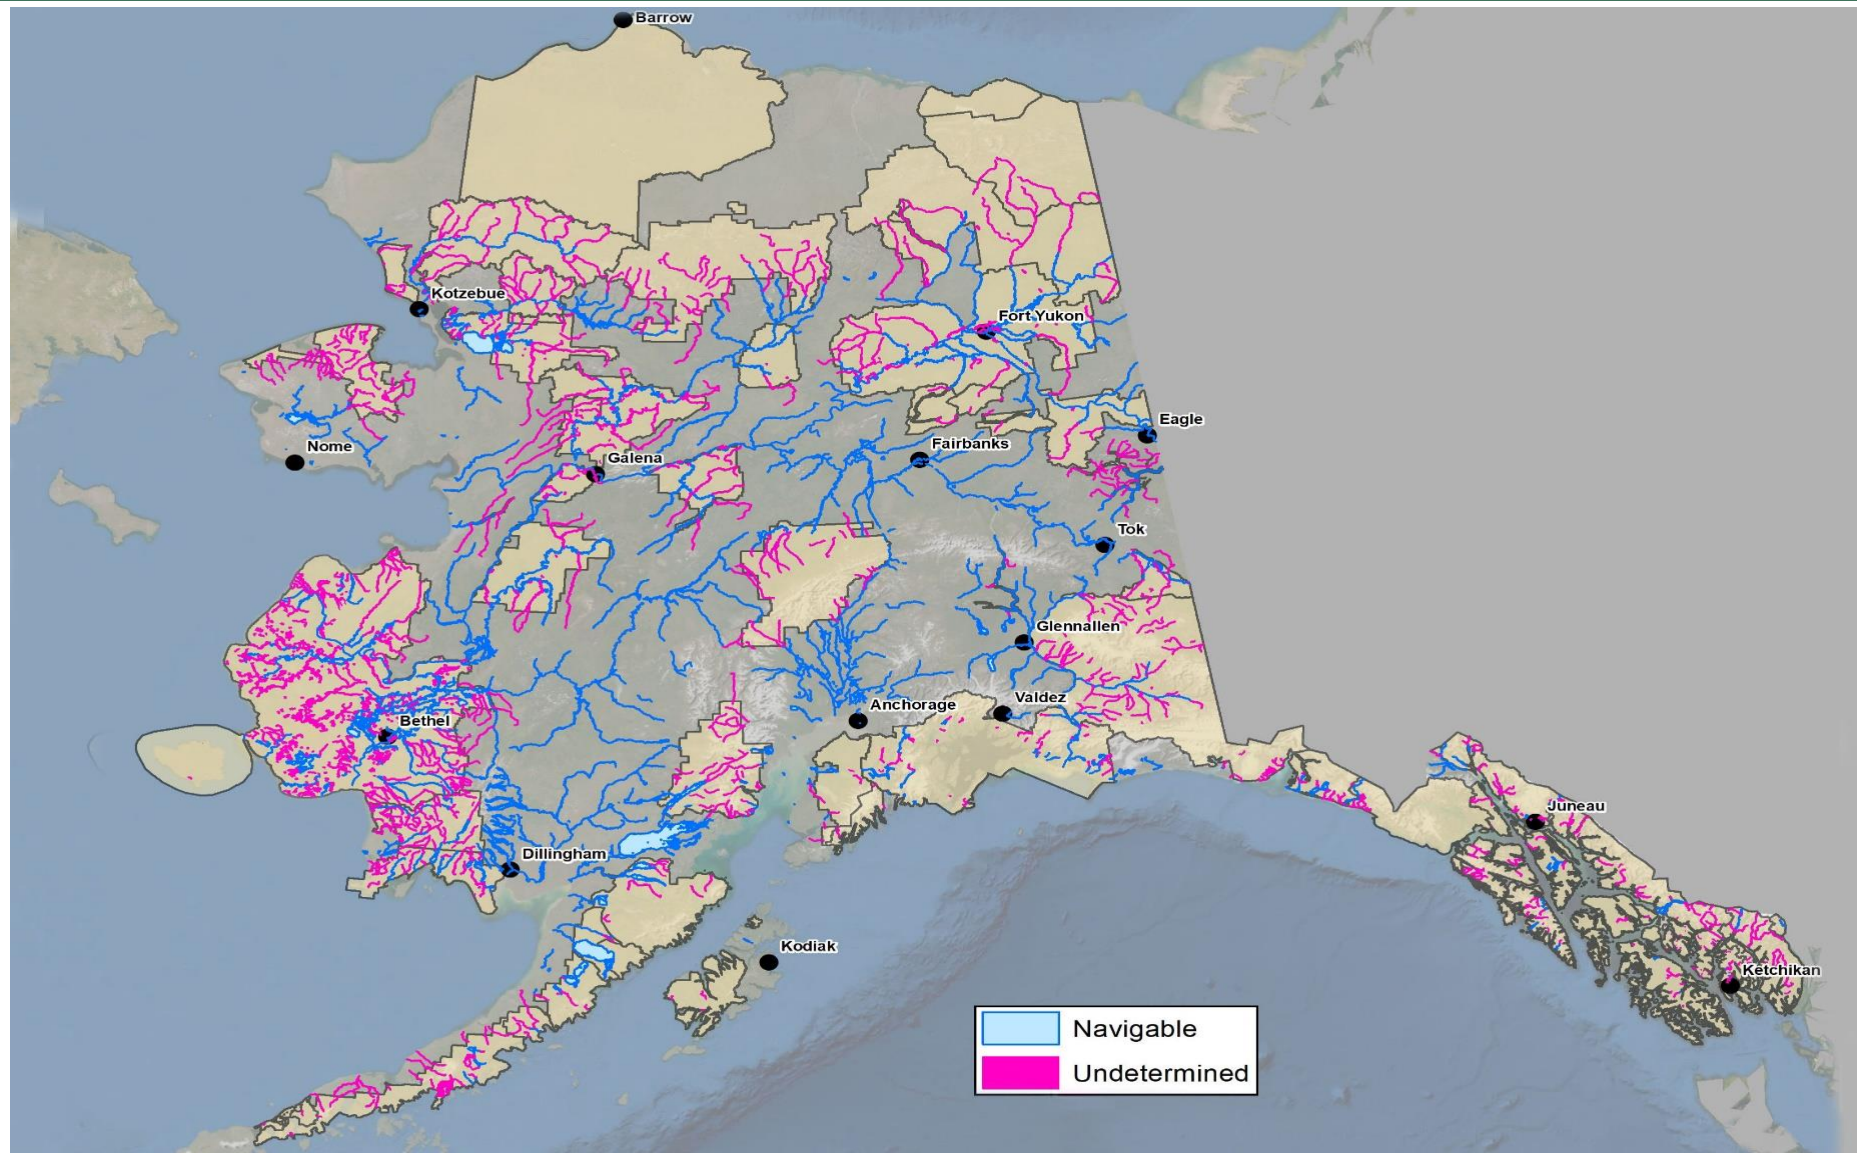 Barrow
Kotzebue
Fort Yukon
Eagle
Nome
Fairbanks
Galena
Tok
Glennallen
Valdez
Anchorage
Bethel
Juneau
Dillingham
Kodiak
Ketchikan
Navigable
Undetermined